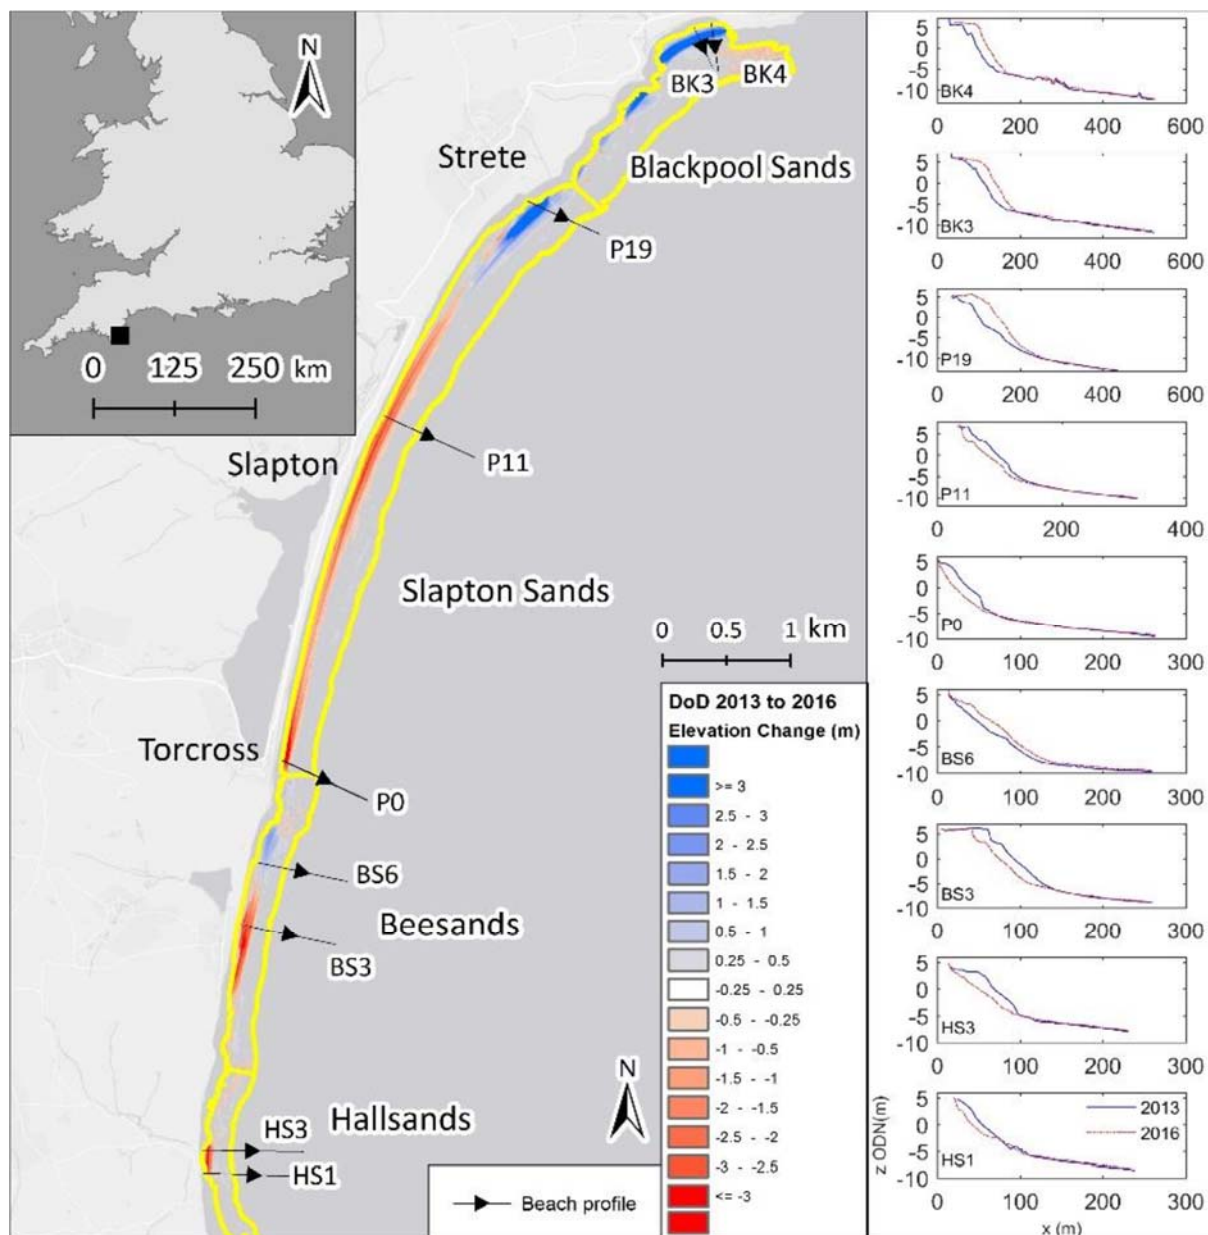 N
0 125 250 km
BK3
BK4
Strete
Blackpool Sands
P19
Slapton
P11
Slapton Sands
0 0.5 1 km
Torcross
P0
BS6
Beesands
BS3
Hallsands
HS3
HS1
N
DoD 2013 to 2016
Elevation Change (m)
>= 3
2.5 - 3
2 - 2.5
1.5 - 2
1 - 1.5
0.5 - 1
0.25 - 0.5
-0.25 - 0.25
-0.5 - -0.25
-1 - -0.5
-1.5 - -1
-2 - -1.5
-2.5 - -2
-3 - -2.5
<= -3
Beach profile
5
0
-5
-10
BK4
0 200 400 600
5
0
-5
-10
BK3
0 200 400 600
5
0
-5
-10
P19
0 200 400 600
5
0
-5
-10
P11
0 200 400
5
0
-5
-10
P0
0 100 200 300
5
0
-5
-10
BS6
0 100 200 300
5
0
-5
-10
BS3
0 100 200 300
5
0
-5
-10
HS3
0 100 200 300
5
0
-5
-10
HS1
2013
2016
z ODN(m)
0 100 200 300
x (m)